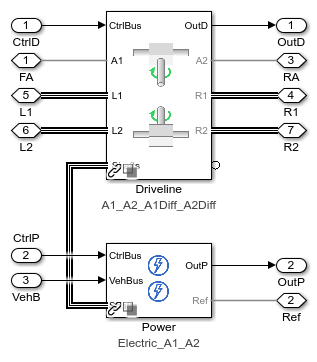 1 CtrlBus OutD 1
CtrlD OutD
1 A1 A2 3
FA RA
5 L1 R1 4
L1 R1
6 L2 R2 7
L2 R2
Driveline
A1_A2_A1Diff_A2Diff
CtrlP
2 CtrlBus OutP 2
OutP
3 VehBus
VehB Ref 2
Ref
Power
Electric_A1_A2